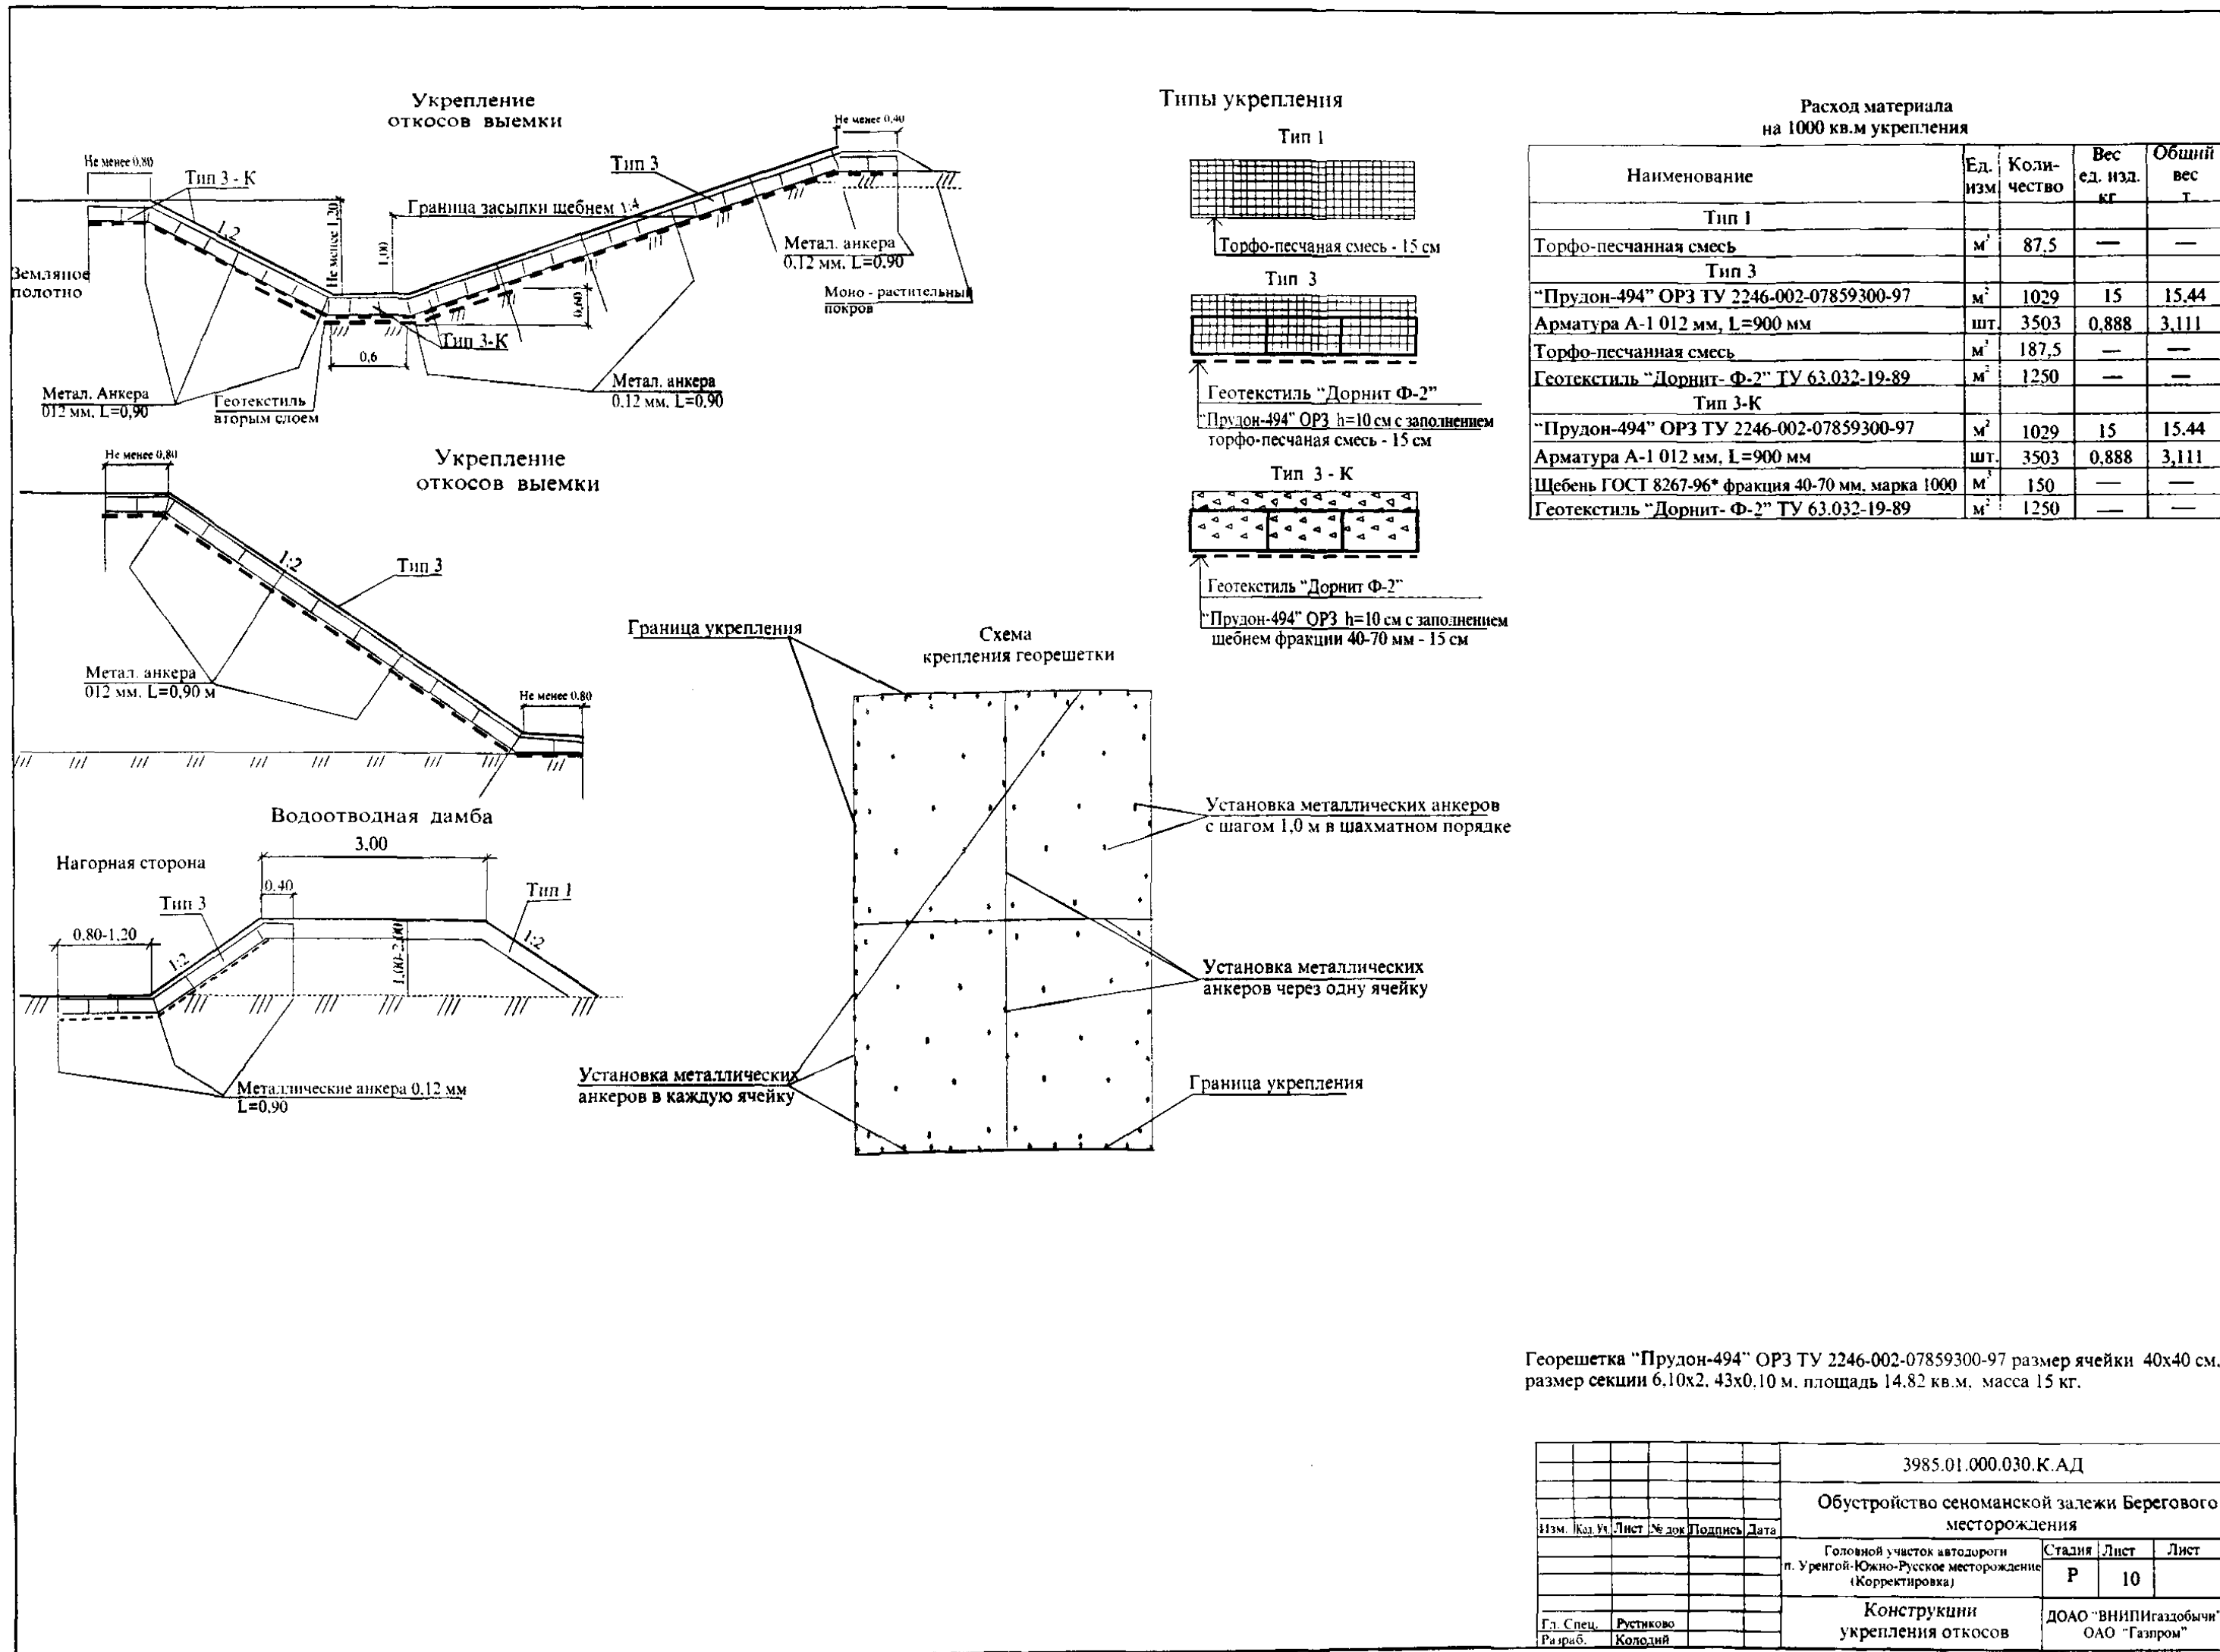 Укрепление
откосов выемки
Не менее 0,80
Тип 3 - К
1,2
Не менее 1,20
1,00
Граница засыпки щебнем 1:4
Тип 3
Не менее 0,40
Земляное
полотно
Метал. анкера
0,12 мм, L=0,90
Моно - растительный
покров
0,60
Тип 3-К
0,6
Метал. Анкера
012 мм, L=0,90
Геотекстиль
вторым слоем
Метал. анкера
0,12 мм, L=0,90
Укрепление
откосов выемки
Не менее 0,80
1:2
Тип 3
Метал. анкера
012 мм, L=0,90 м
Не менее 0,80
Водоотводная дамба
3,00
Нагорная сторона
0,40
Тип 3
Тип 1
0,80-1,20
1:2
1,00-2,00
1:2
Металлические анкера 0,12 мм
L=0,90
Типы укрепления
Тип 1
Торфо-песчаная смесь - 15 см
Тип 3
Геотекстиль "Дорнит Ф-2"
"Прудон-494" ОРЗ h=10 см с заполнением
торфо-песчаная смесь - 15 см
Тип 3 - К
Геотекстиль "Дорнит Ф-2"
"Прудон-494" ОРЗ h=10 см с заполнением
щебнем фракции 40-70 мм - 15 см
Схема
крепления георешетки
Граница укрепления
Установка металлических анкеров
с шагом 1,0 м в шахматном порядке
Установка металлических
анкеров через одну ячейку
Установка металлических
анкеров в каждую ячейку
Граница укрепления
Расход материала
на 1000 кв.м укрепления
Наименование Ед. изм Коли-чество Вес ед. изд. кг Общий вес т
Тип 1
Торфо-песчанная смесь м³ 87,5 — —
Тип 3
"Прудон-494" ОРЗ ТУ 2246-002-07859300-97 м² 1029 15 15,44
Арматура А-1 012 мм, L=900 мм шт. 3503 0,888 3,111
Торфо-песчанная смесь м³ 187,5 — —
Геотекстиль "Дорнит- Ф-2" ТУ 63.032-19-89 м² 1250 — —
Тип 3-К
"Прудон-494" ОРЗ ТУ 2246-002-07859300-97 м² 1029 15 15.44
Арматура А-1 012 мм, L=900 мм шт. 3503 0,888 3,111
Щебень ГОСТ 8267-96* фракция 40-70 мм, марка 1000 м³ 150 — —
Геотекстиль "Дорнит- Ф-2" ТУ 63.032-19-89 м² 1250 — —
Георешетка "Прудон-494" ОРЗ ТУ 2246-002-07859300-97 размер ячейки 40х40 см,
размер секции 6,10х2, 43х0,10 м, площадь 14,82 кв.м, масса 15 кг.
3985.01.000.030.К.АД
Обустройство сеноманской залежи Берегового
месторождения
Изм. Кол.Уч Лист № док Подпись Дата
Головной участок автодороги
п. Уренгой-Южно-Русское месторождение
(Корректировка)
Стадия Лист Лист
Р 10
Конструкции
укрепления откосов
ДОАО "ВНИПИгаздобычи"
ОАО "Газпром"
Гл. Спец. Рустиково
Разраб. Колодий